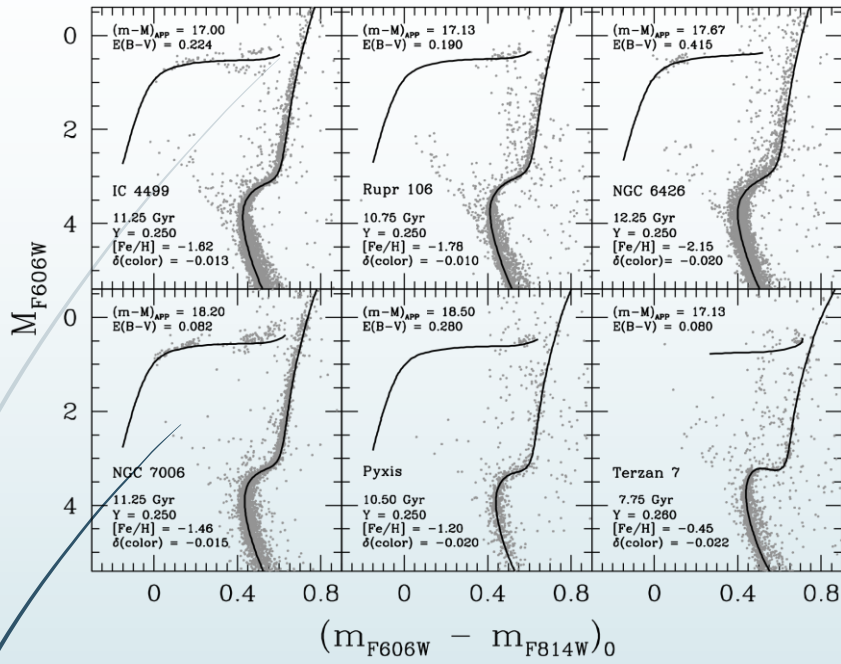 (m−M)APP = 17.00
E(B−V) = 0.224
IC 4499
11.25 Gyr
Y = 0.250
[Fe/H] = −1.62
δ(color) = −0.013
(m−M)APP = 17.13
E(B−V) = 0.190
Rupr 106
10.75 Gyr
Y = 0.250
[Fe/H] = −1.78
δ(color) = −0.010
(m−M)APP = 17.67
E(B−V) = 0.415
NGC 6426
12.25 Gyr
Y = 0.250
[Fe/H] = −2.15
δ(color)= −0.020
0
2
4
MF606W
(m−M)APP = 18.20
E(B−V) = 0.082
NGC 7006
11.25 Gyr
Y = 0.250
[Fe/H] = −1.46
δ(color) = −0.015
(m−M)APP = 18.50
E(B−V) = 0.280
Pyxis
10.50 Gyr
Y = 0.250
[Fe/H] = −1.20
δ(color) = −0.020
(m−M)APP = 17.13
E(B−V) = 0.080
Terzan 7
7.75 Gyr
Y = 0.260
[Fe/H] = −0.45
δ(color) = −0.022
0
2
4
0 0.4 0.8 0 0.4 0.8 0 0.4 0.8
(mF606W − mF814W)0